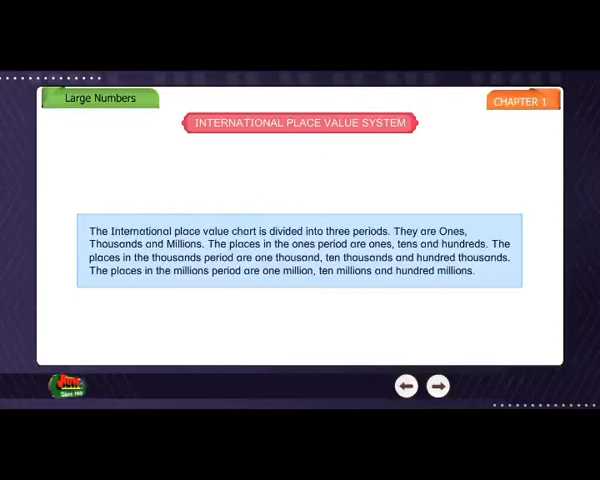 Large Numbers
CHAPTER 1
INTERNATIONAL PLACE VALUE SYSTEM
The International place value chart is divided into three periods. They are Ones,
Thousands and Millions. The places in the ones period are ones, tens and hundreds. The
places in the thousands period are one thousand, ten thousands and hundred thousands.
The places in the millions period are one million, ten millions and hundred millions.